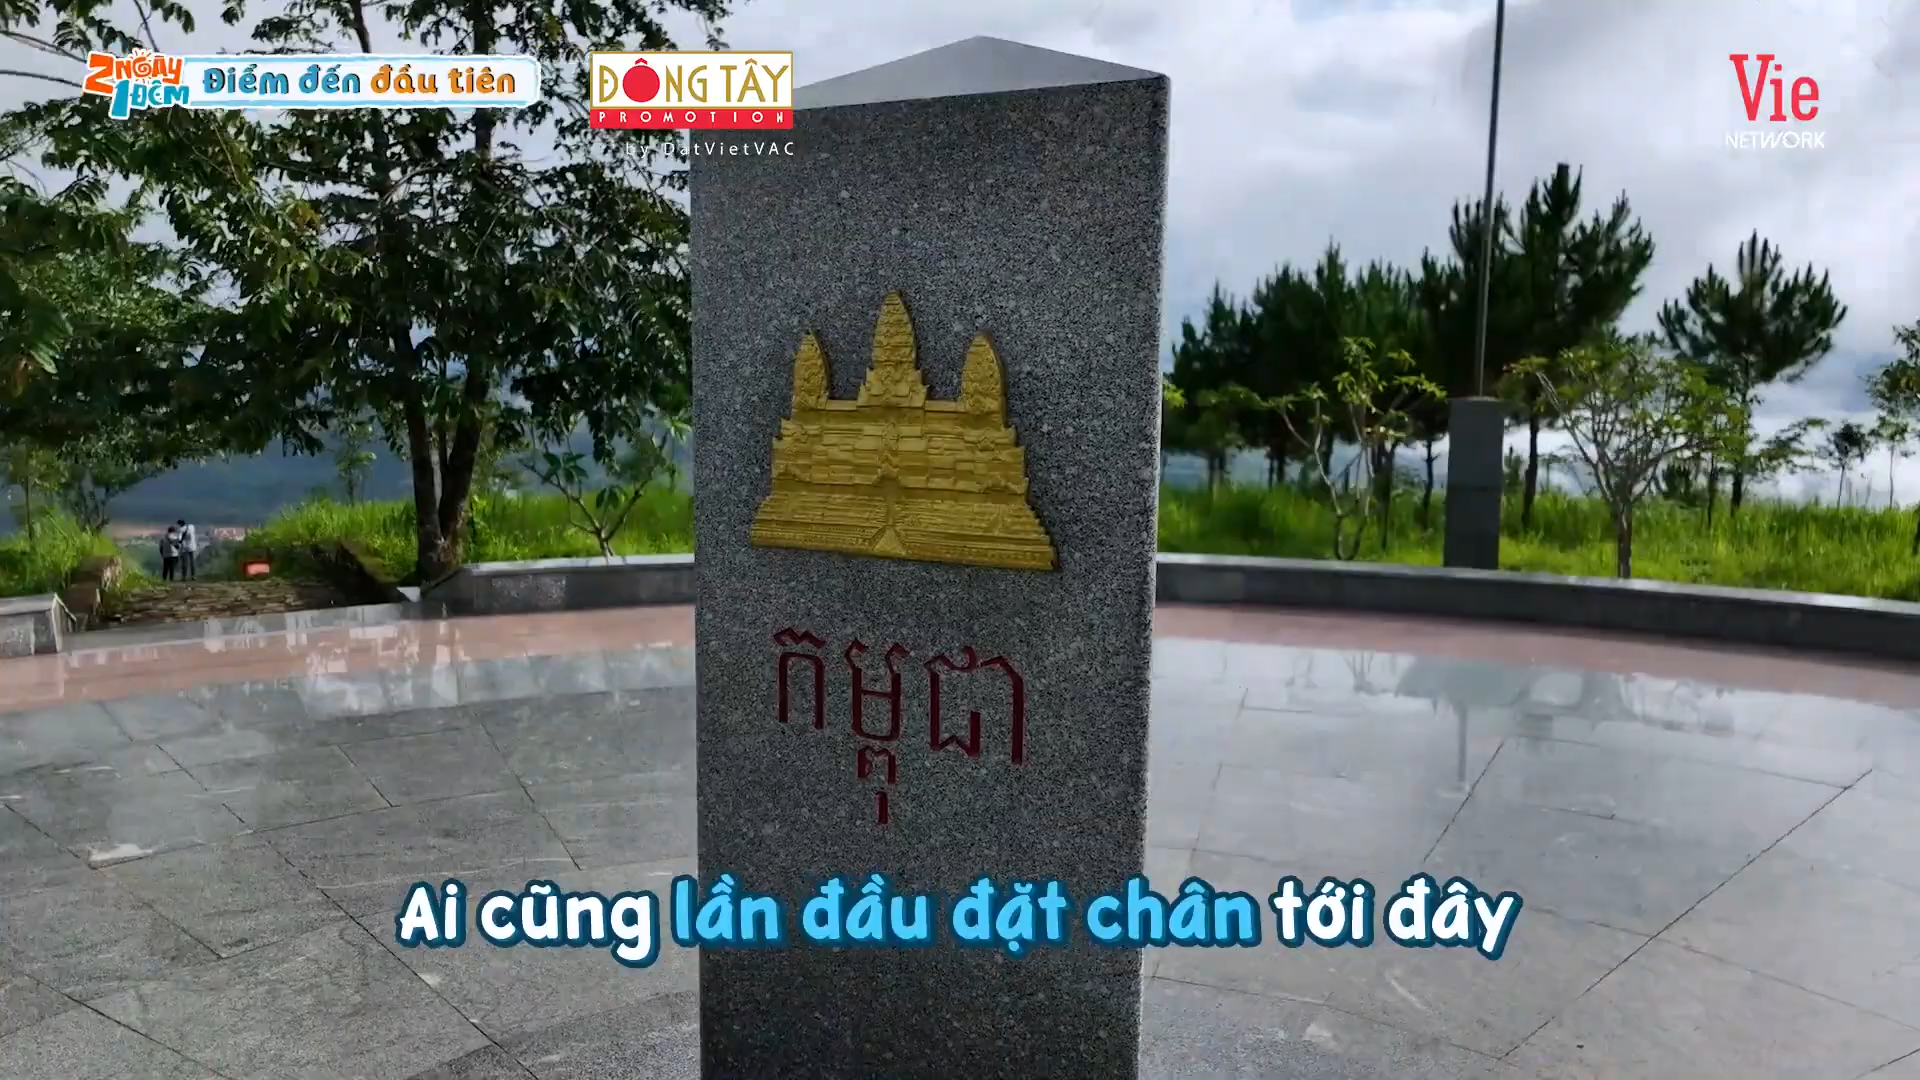 2 NGÀY 1 ĐÊM
Điểm đến đầu tiên
ĐÔNG TÂY
PROMOTION
by DatVietVAC
Vie
NETWORK
កម្ពុជា
Ai cũng lần đầu đặt chân tới đây